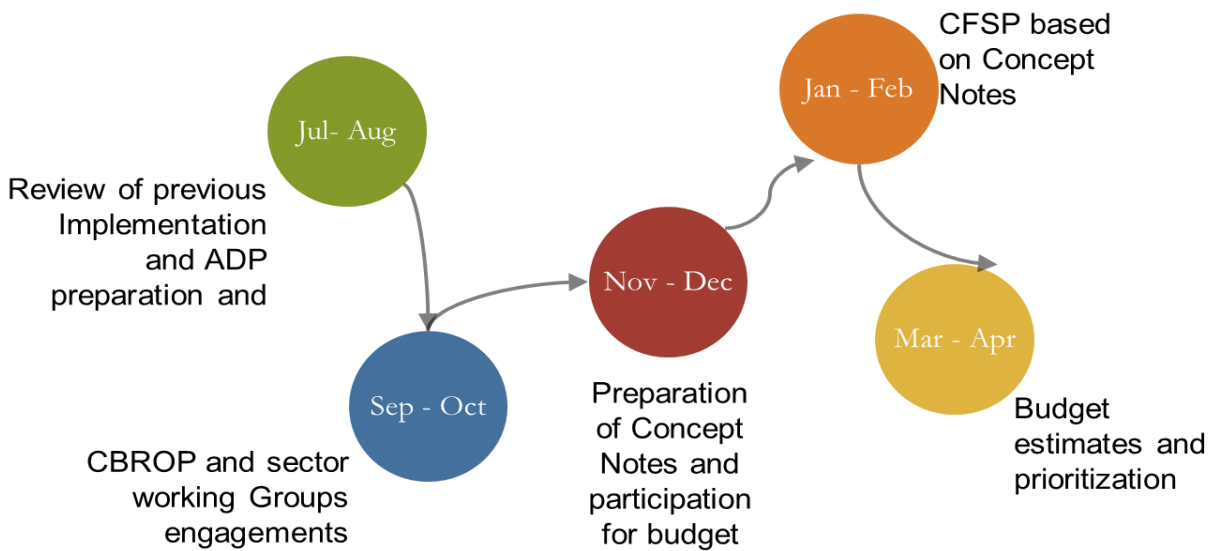 Jul- Aug
Review of previous
Implementation
and ADP
preparation and
Sep - Oct
CBROP and sector
working Groups
engagements
Nov - Dec
Preparation
of Concept
Notes and
participation
for budget
Jan - Feb
CFSP based
on Concept
Notes
Mar - Apr
Budget
estimates and
prioritization